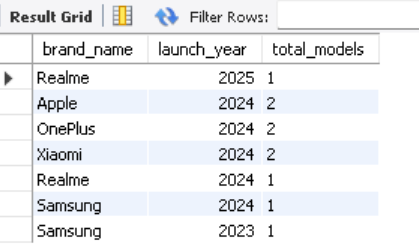 Result Grid Filter Rows:
brand_name launch_year total_models
Realme 2025 1
Apple 2024 2
OnePlus 2024 2
Xiaomi 2024 2
Realme 2024 1
Samsung 2024 1
Samsung 2023 1